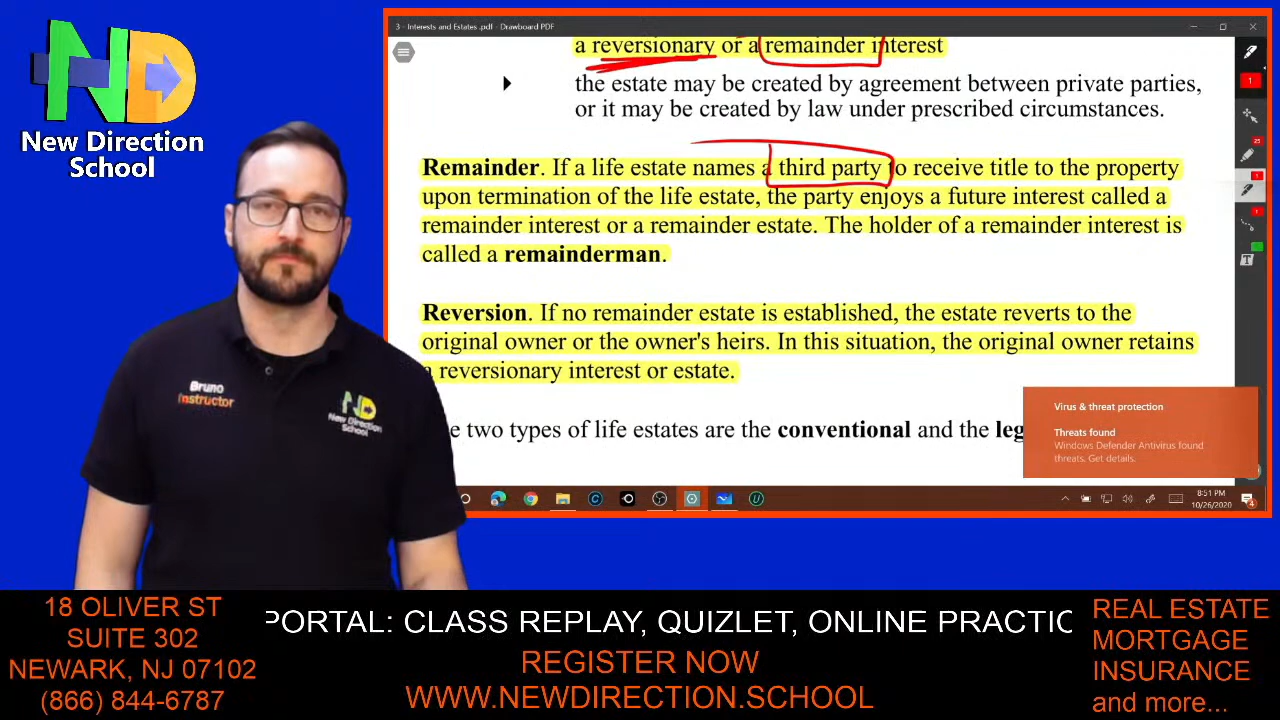 ND
New Direction
School
Bruno
Instructor
New Direction
School
3 - Interests and Estates .pdf - Drawboard PDF
a reversionary or a remainder interest
the estate may be created by agreement between private parties,
or it may be created by law under prescribed circumstances.
Remainder. If a life estate names a third party to receive title to the property
upon termination of the life estate, the party enjoys a future interest called a
remainder interest or a remainder estate. The holder of a remainder interest is
called a remainderman.
Reversion. If no remainder estate is established, the estate reverts to the
original owner or the owner's heirs. In this situation, the original owner retains
a reversionary interest or estate.
e two types of life estates are the conventional and the leg
Virus & threat protection
Threats found
Windows Defender Antivirus found
threats. Get details.
8:51 PM
10/26/2020
18 OLIVER ST
SUITE 302
NEWARK, NJ 07102
(866) 844-6787
PORTAL: CLASS REPLAY, QUIZLET, ONLINE PRACTIC
REGISTER NOW
WWW.NEWDIRECTION.SCHOOL
REAL ESTATE
MORTGAGE
INSURANCE
and more...